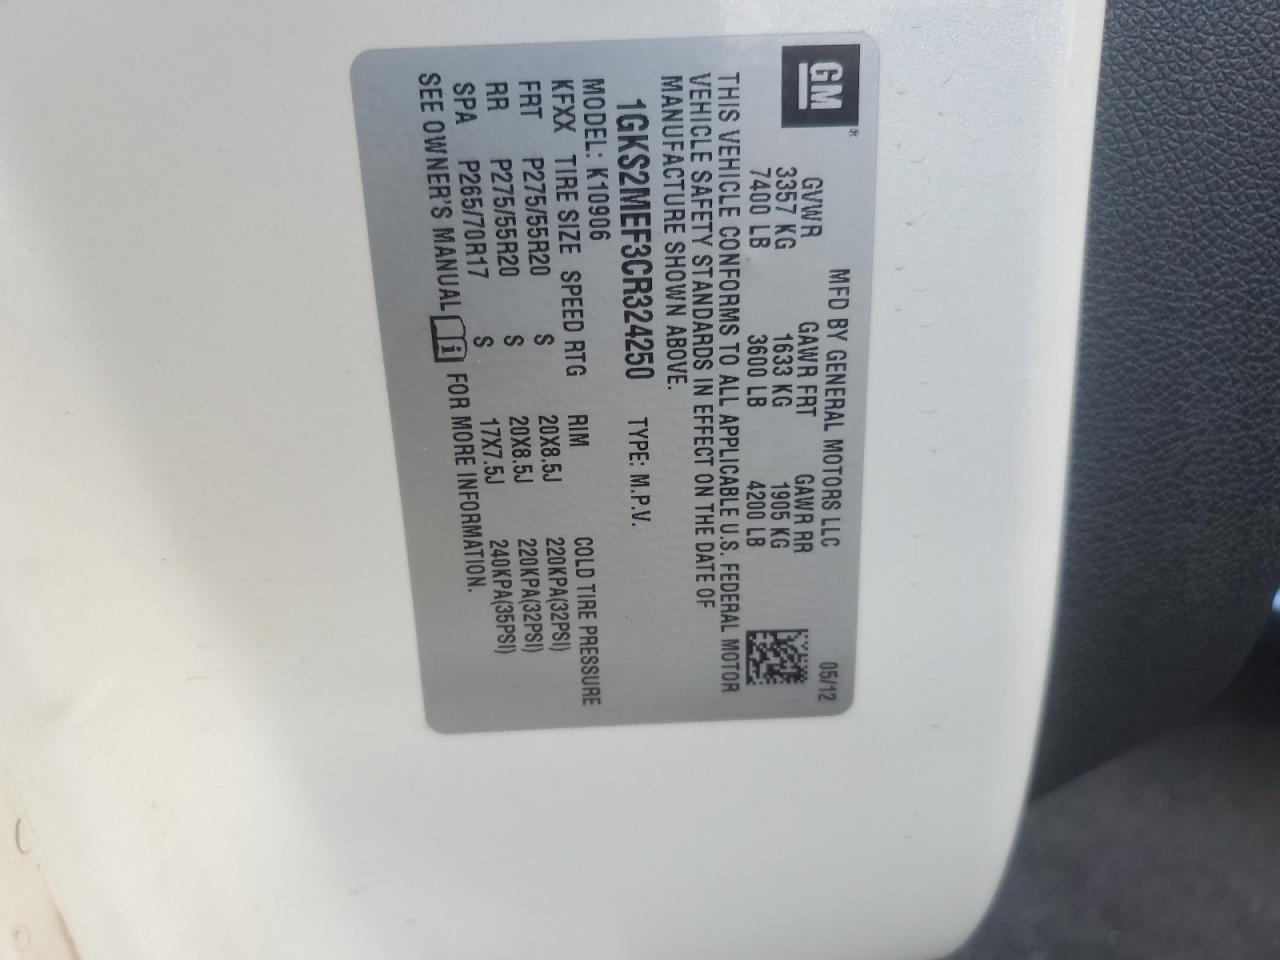 GM®
MFD BY GENERAL MOTORS LLC 05/12
GVWR GAWR FRT GAWR RR
3357 KG 1633 KG 1905 KG
7400 LB 3600 LB 4200 LB
THIS VEHICLE CONFORMS TO ALL APPLICABLE U.S. FEDERAL MOTOR
VEHICLE SAFETY STANDARDS IN EFFECT ON THE DATE OF
MANUFACTURE SHOWN ABOVE.
1GKS2MEF3CR324250 TYPE: M.P.V.
MODEL: K10906
KFXX TIRE SIZE SPEED RTG RIM COLD TIRE PRESSURE
FRT P275/55R20 S 20X8.5J 220KPA(32PSI)
RR P275/55R20 S 20X8.5J 220KPA(32PSI)
SPA P265/70R17 S 17X7.5J 240KPA(35PSI)
SEE OWNER'S MANUAL i FOR MORE INFORMATION.